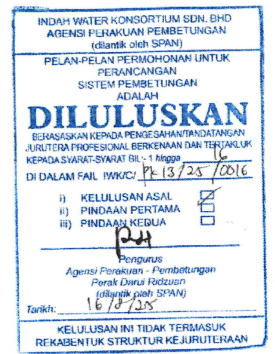 INDAH WATER KONSORTIUM SDN. BHD
AGENSI PERAKUAN PEMBETUNGAN
(dilantik oleh SPAN)
PELAN-PELAN PERMOHONAN UNTUK
PERANCANGAN
SISTEM PEMBETUNGAN
ADALAH
DILULUSKAN
BERASASKAN KEPADA PENGESAHAN/TANDATANGAN
JURUTERA PROFESIONAL BERKENAAN DAN TERTAKLUK
KEPADA SYARAT-SYARAT BIL:- 1 hingga 16
DI DALAM FAIL IWK/C/ PK 13/25/0016
i) KELULUSAN ASAL
ii) PINDAAN PERTAMA
iii) PINDAAN KEDUA
Pengurus
Agensi Perakuan - Pembetungan
Perak Darul Ridzuan
(dilantik oleh SPAN)
Tarikh: 16/8/25
KELULUSAN INI TIDAK TERMASUK
REKABENTUK STRUKTUR KEJURUTERAAN